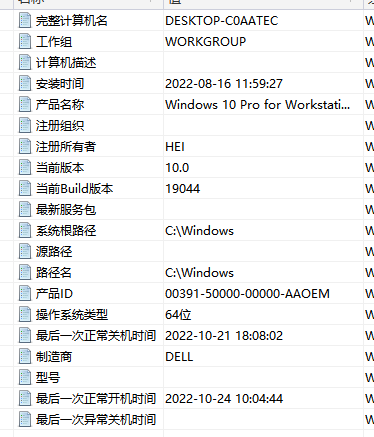 完整计算机名 DESKTOP-C0AATEC W
工作组 WORKGROUP W
计算机描述 W
安装时间 2022-08-16 11:59:27 W
产品名称 Windows 10 Pro for Workstati... W
注册组织 W
注册所有者 HEI W
当前版本 10.0 W
当前Build版本 19044 W
最新服务包 W
系统根路径 C:\Windows W
源路径 W
路径名 C:\Windows W
产品ID 00391-50000-00000-AAOEM W
操作系统类型 64位 W
最后一次正常关机时间 2022-10-21 18:08:02 W
制造商 DELL W
型号 W
最后一次正常开机时间 2022-10-24 10:04:44 W
最后一次异常关机时间 W